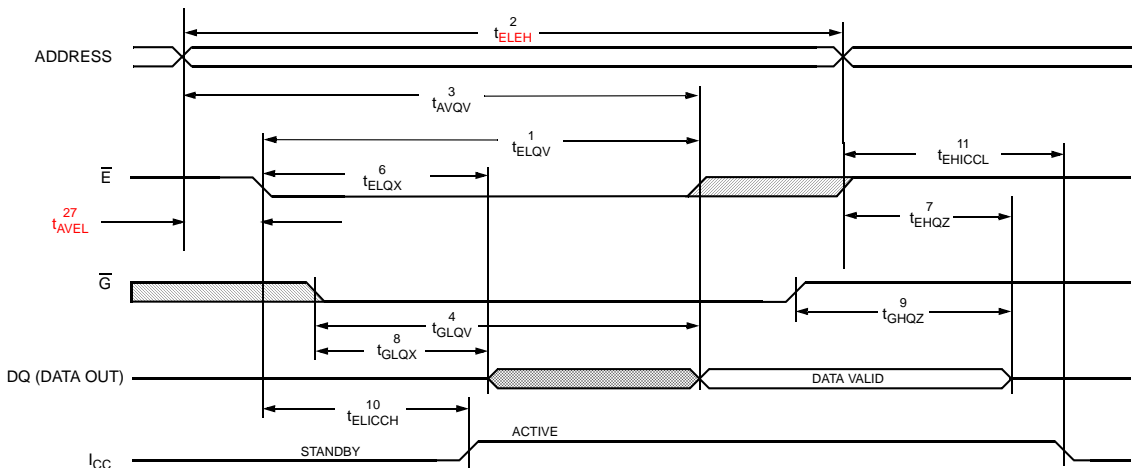 2
tELEH
ADDRESS
3
tAVQV
1
tELQV
11
tEHICCL
6
tELQX
E
7
tEHQZ
27
tAVEL
G
9
tGHQZ
4
tGLQV
8
tGLQX
DQ (DATA OUT)
DATA VALID
10
tELICCH
ACTIVE
STANDBY
ICC